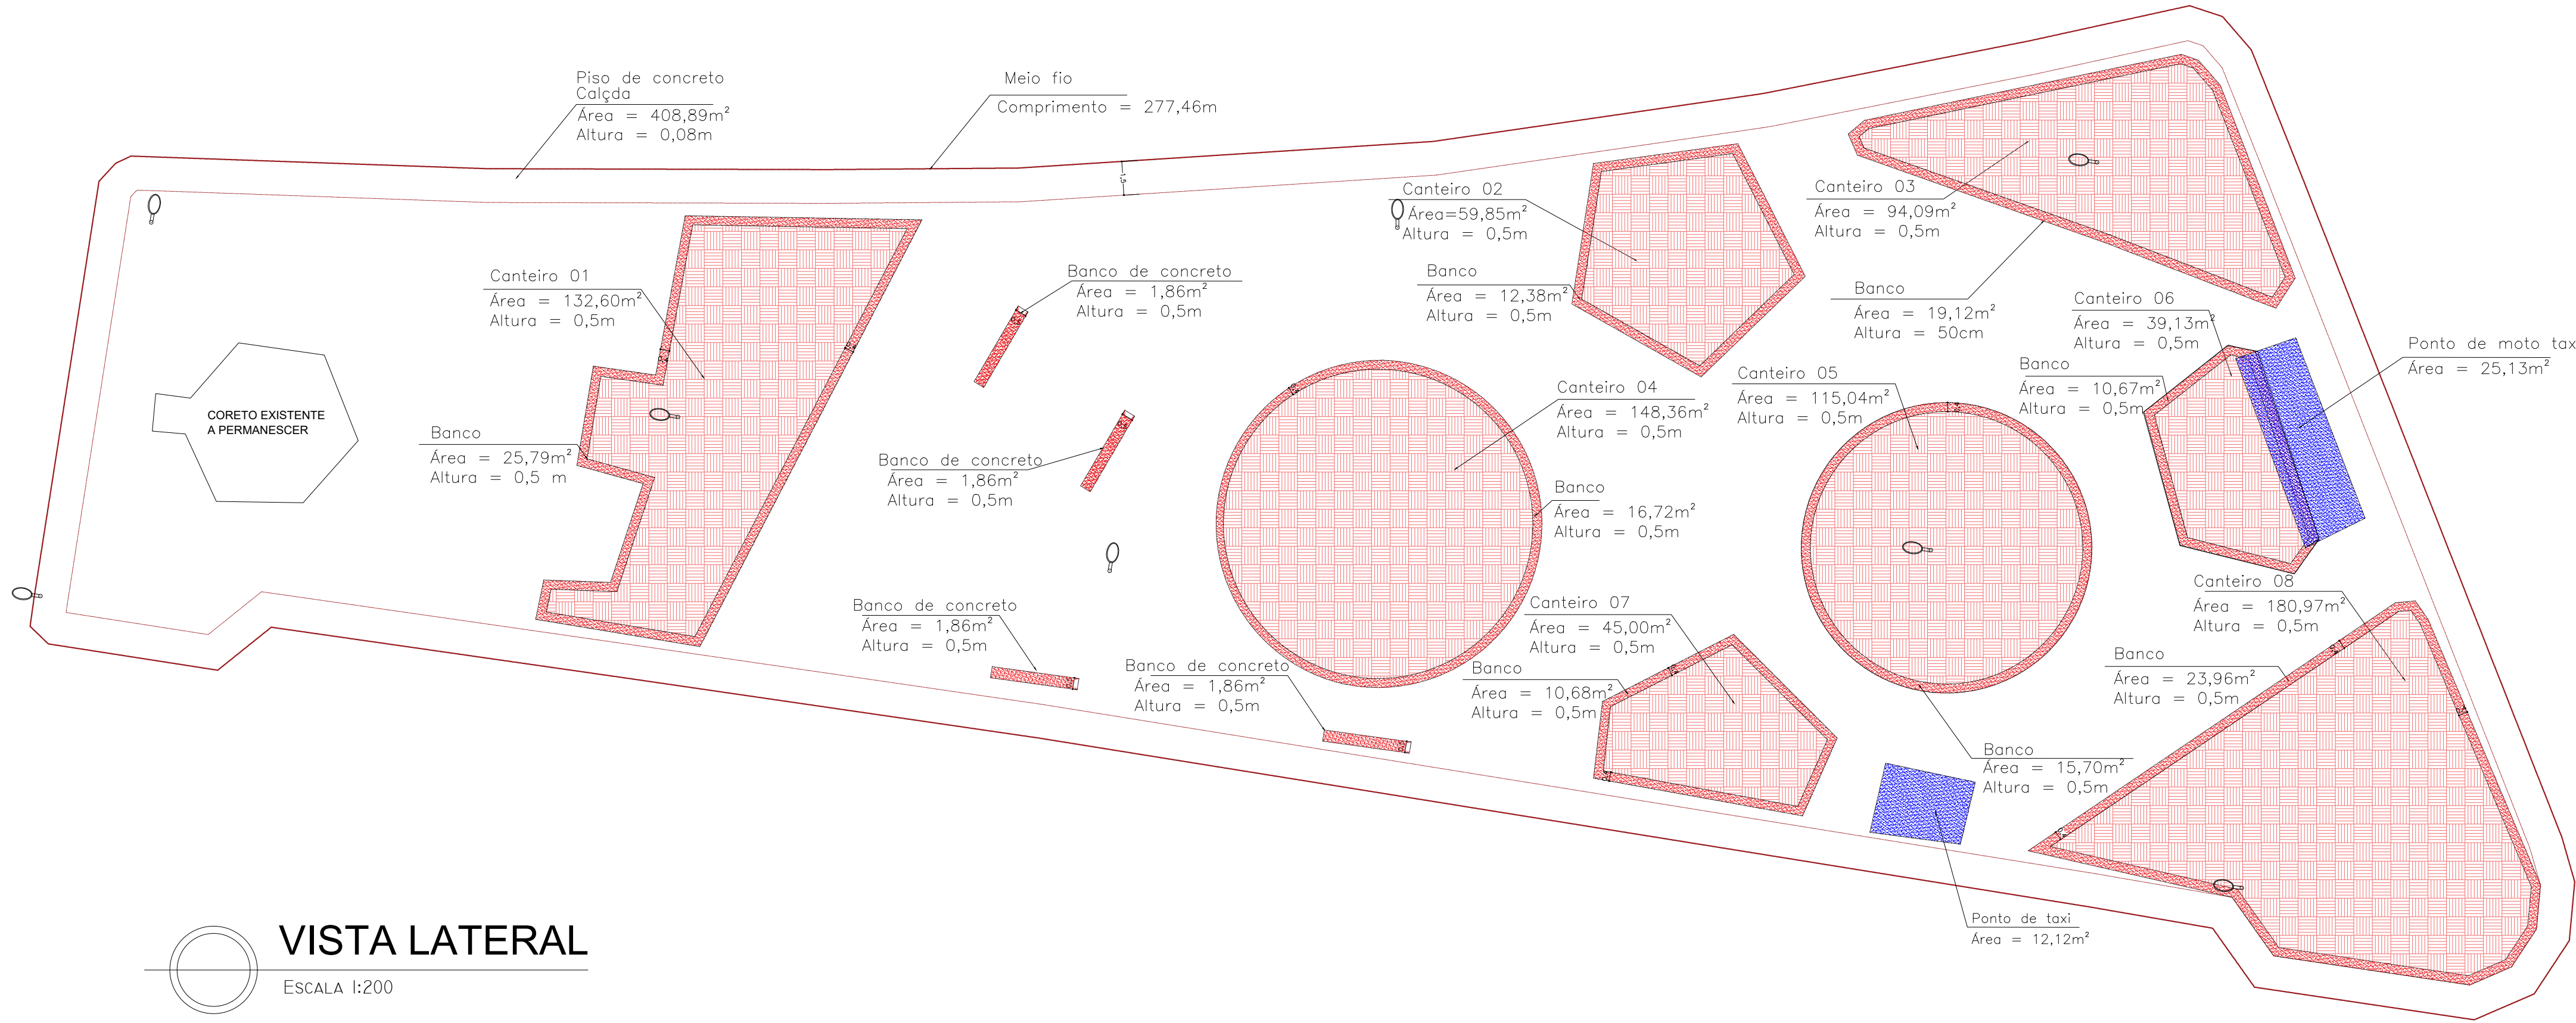 Piso de concreto
Calçda
Área = 408,89m²
Altura = 0,08m
Meio fio
Comprimento = 277,46m
Canteiro 01
Área = 132,60m²
Altura = 0,5m
Banco
Área = 25,79m²
Altura = 0,5 m
CORETO EXISTENTE
A PERMANESCER
Banco de concreto
Área = 1,86m²
Altura = 0,5m
Banco de concreto
Área = 1,86m²
Altura = 0,5m
Banco de concreto
Área = 1,86m²
Altura = 0,5m
Banco de concreto
Área = 1,86m²
Altura = 0,5m
Canteiro 02
Área=59,85m²
Altura = 0,5m
Banco
Área = 12,38m²
Altura = 0,5m
Canteiro 03
Área = 94,09m²
Altura = 0,5m
Banco
Área = 19,12m²
Altura = 50cm
Canteiro 04
Área = 148,36m²
Altura = 0,5m
Banco
Área = 16,72m²
Altura = 0,5m
Canteiro 05
Área = 115,04m²
Altura = 0,5m
Banco
Área = 15,70m²
Altura = 0,5m
Canteiro 06
Área = 39,13m²
Altura = 0,5m
Banco
Área = 10,67m²
Altura = 0,5m
Ponto de moto tax
Área = 25,13m²
Canteiro 07
Área = 45,00m²
Altura = 0,5m
Banco
Área = 10,68m²
Altura = 0,5m
Canteiro 08
Área = 180,97m²
Altura = 0,5m
Banco
Área = 23,96m²
Altura = 0,5m
Ponto de taxi
Área = 12,12m²
VISTA LATERAL
ESCALA 1:200